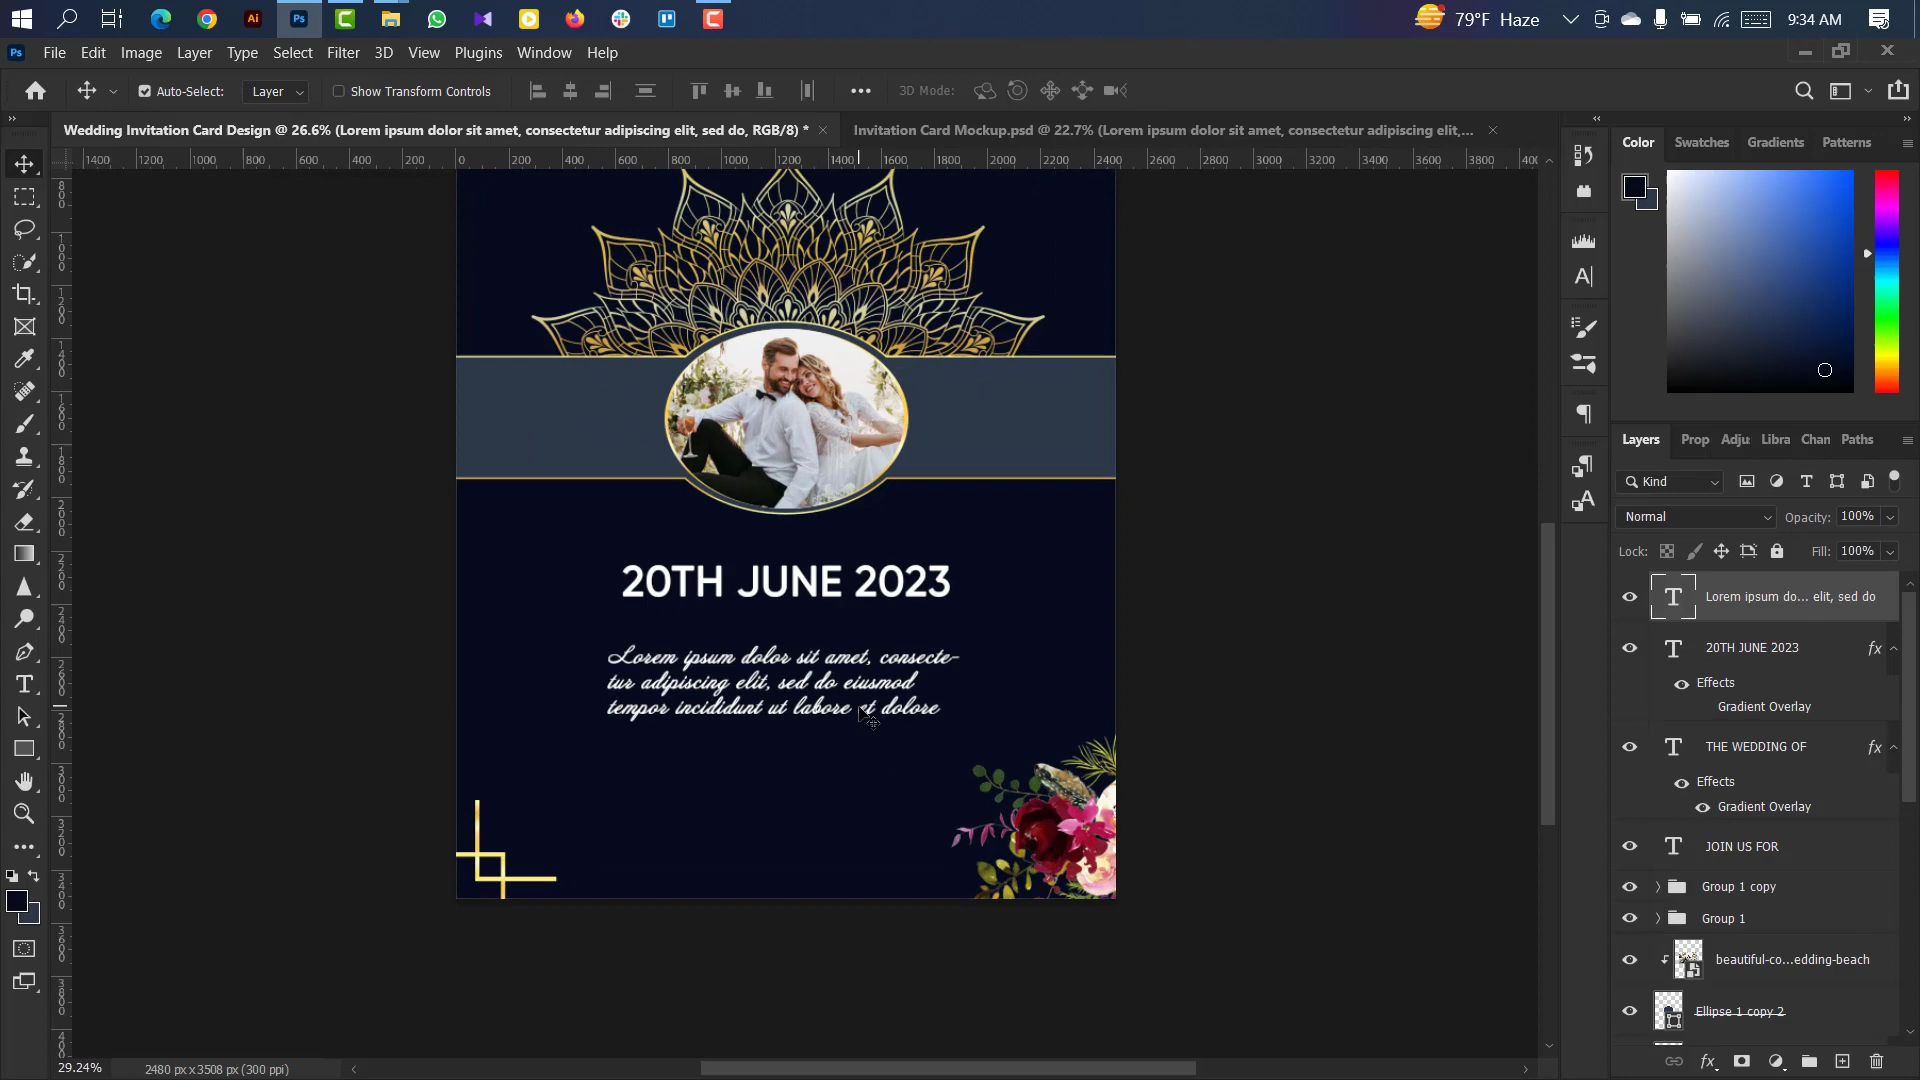 79°F Haze
9:34 AM
File Edit Image Layer Type Select Filter 3D View Plugins Window Help
Auto-Select: Layer Show Transform Controls 3D Mode:
Wedding Invitation Card Design @ 26.6% (Lorem ipsum dolor sit amet, consectetur adipiscing elit, sed do, RGB/8) *
Invitation Card Mockup.psd @ 22.7% (Lorem ipsum dolor sit amet, consectetur adipiscing elit,...
1400 1200 1000 800 600 400 200 0 200 400 600 800 1000 1200 1400 1600 1800 2000 2200 2400 2600 2800 3000 3200 3400 3600 3800
Color Swatches Gradients Patterns
20TH JUNE 2023
Lorem ipsum dolor sit amet, consecte-
tur adipiscing elit, sed do eiusmod
tempor incididunt ut labore et dolore
Layers Prop Adju Libra Chan Paths
Kind
Normal Opacity: 100%
Lock: Fill: 100%
Lorem ipsum do... elit, sed do
20TH JUNE 2023 fx
Effects
Gradient Overlay
THE WEDDING OF fx
Effects
Gradient Overlay
JOIN US FOR
Group 1 copy
Group 1
beautiful-co...edding-beach
Ellipse 1 copy 2
29.24% 2480 px x 3508 px (300 ppi)